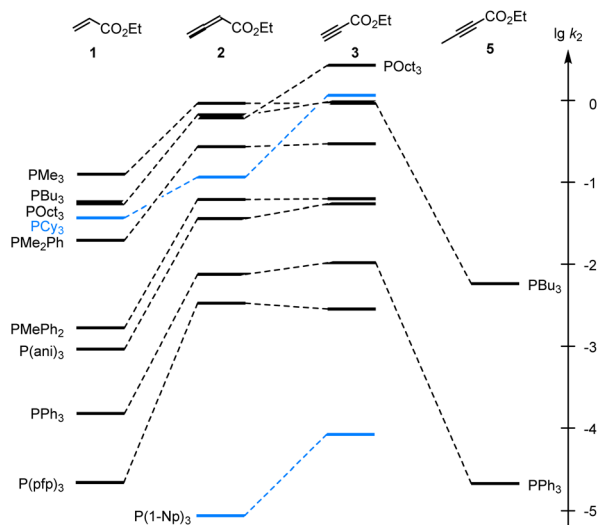 CO₂Et
CO₂Et
CO₂Et
CO₂Et
1
2
3
5
lg k₂
POct₃
0
PMe₃
PBu₃
-1
POct₃
PCy₃
PMe₂Ph
-2
PBu₃
PMePh₂
P(ani)₃
-3
PPh₃
-4
P(pfp)₃
PPh₃
P(1-Np)₃
-5